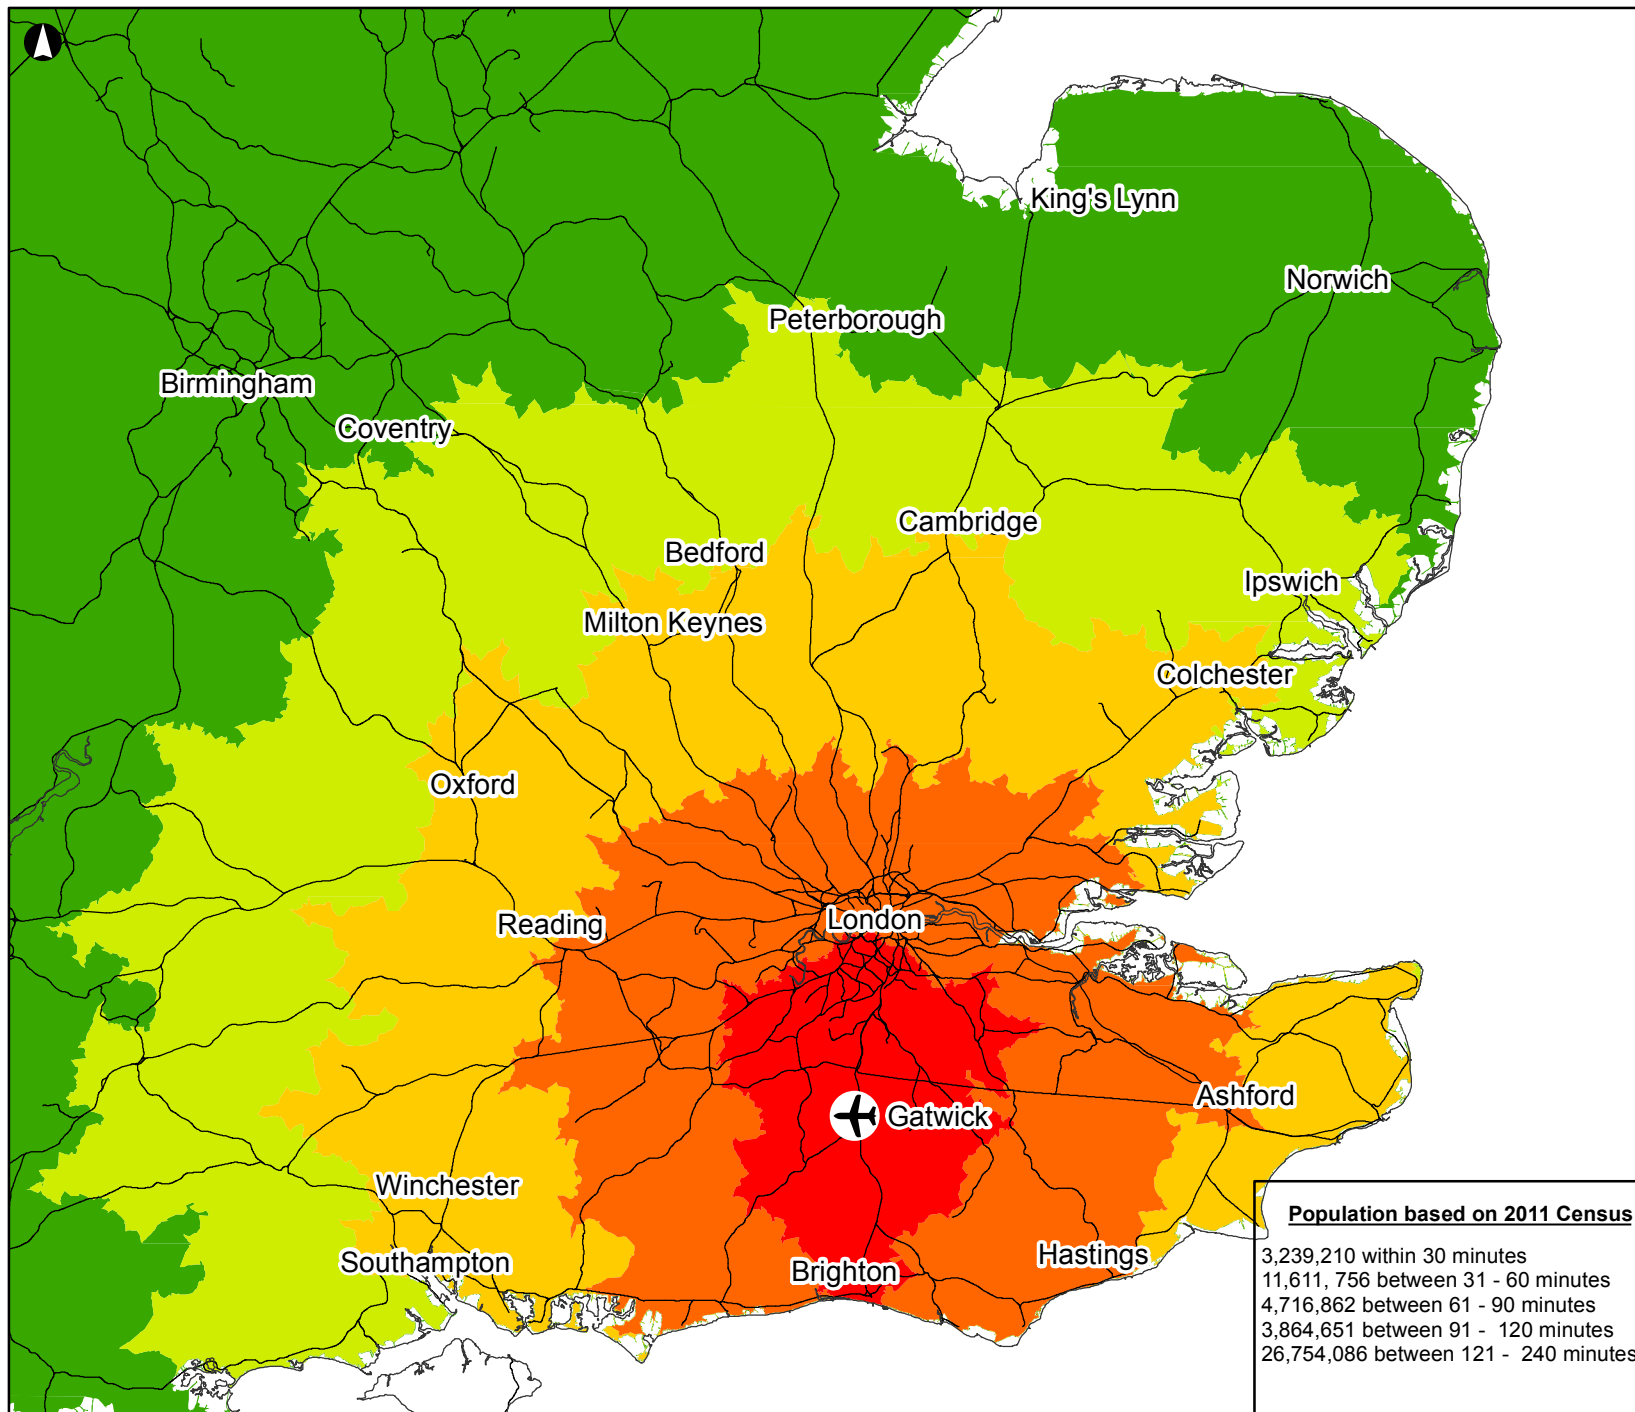 King's Lynn
Norwich
Peterborough
Birmingham
Coventry
Cambridge
Bedford
Ipswich
Milton Keynes
Colchester
Oxford
London
Reading
Ashford
Gatwick
Winchester
Hastings
Southampton
Brighton
Population based on 2011 Census
3,239,210 within 30 minutes
11,611, 756 between 31 - 60 minutes
4,716,862 between 61 - 90 minutes
3,864,651 between 91 - 120 minutes
26,754,086 between 121 - 240 minutes